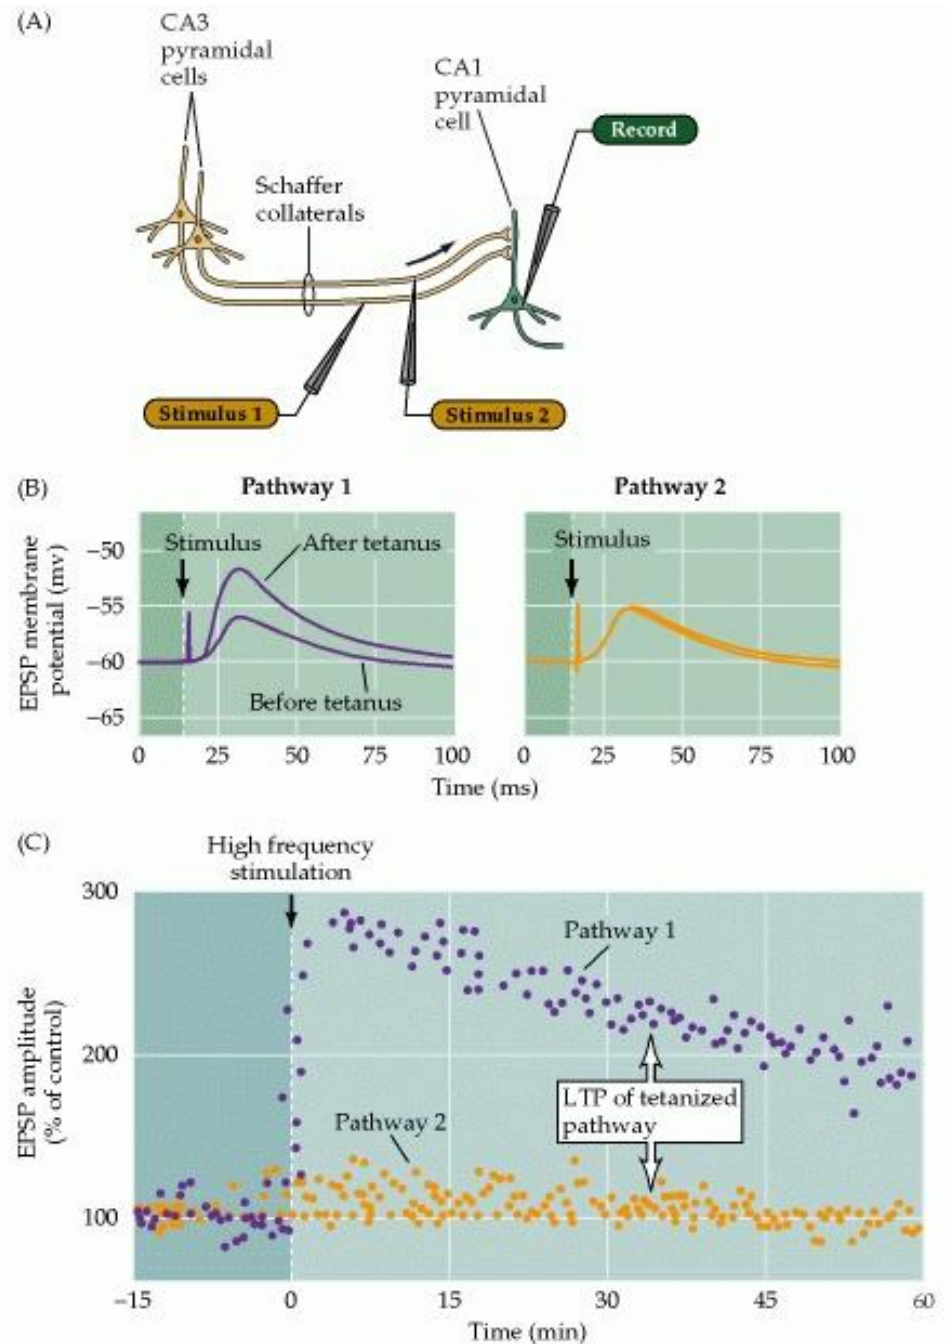 (A)
CA3
pyramidal
cells
CA1
pyramidal
cell
Record
Schaffer
collaterals
Stimulus 1
Stimulus 2
(B)
Pathway 1
Pathway 2
EPSP membrane
potential (mv)
−50
−55
−60
−65
Stimulus
After tetanus
Before tetanus
Stimulus
0 25 50 75 100
0 25 50 75 100
Time (ms)
(C)
High frequency
stimulation
EPSP amplitude
(% of control)
300
200
100
Pathway 1
LTP of tetanized
pathway
Pathway 2
−15 0 15 30 45 60
Time (min)